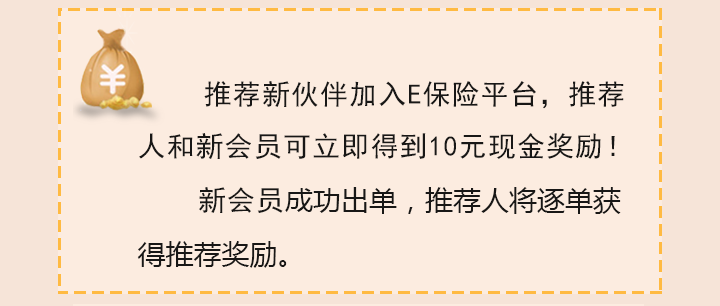 ¥
推荐新伙伴加入E保险平台，推荐
人和新会员可立即得到10元现金奖励！
新会员成功出单，推荐人将逐单获
得推荐奖励。